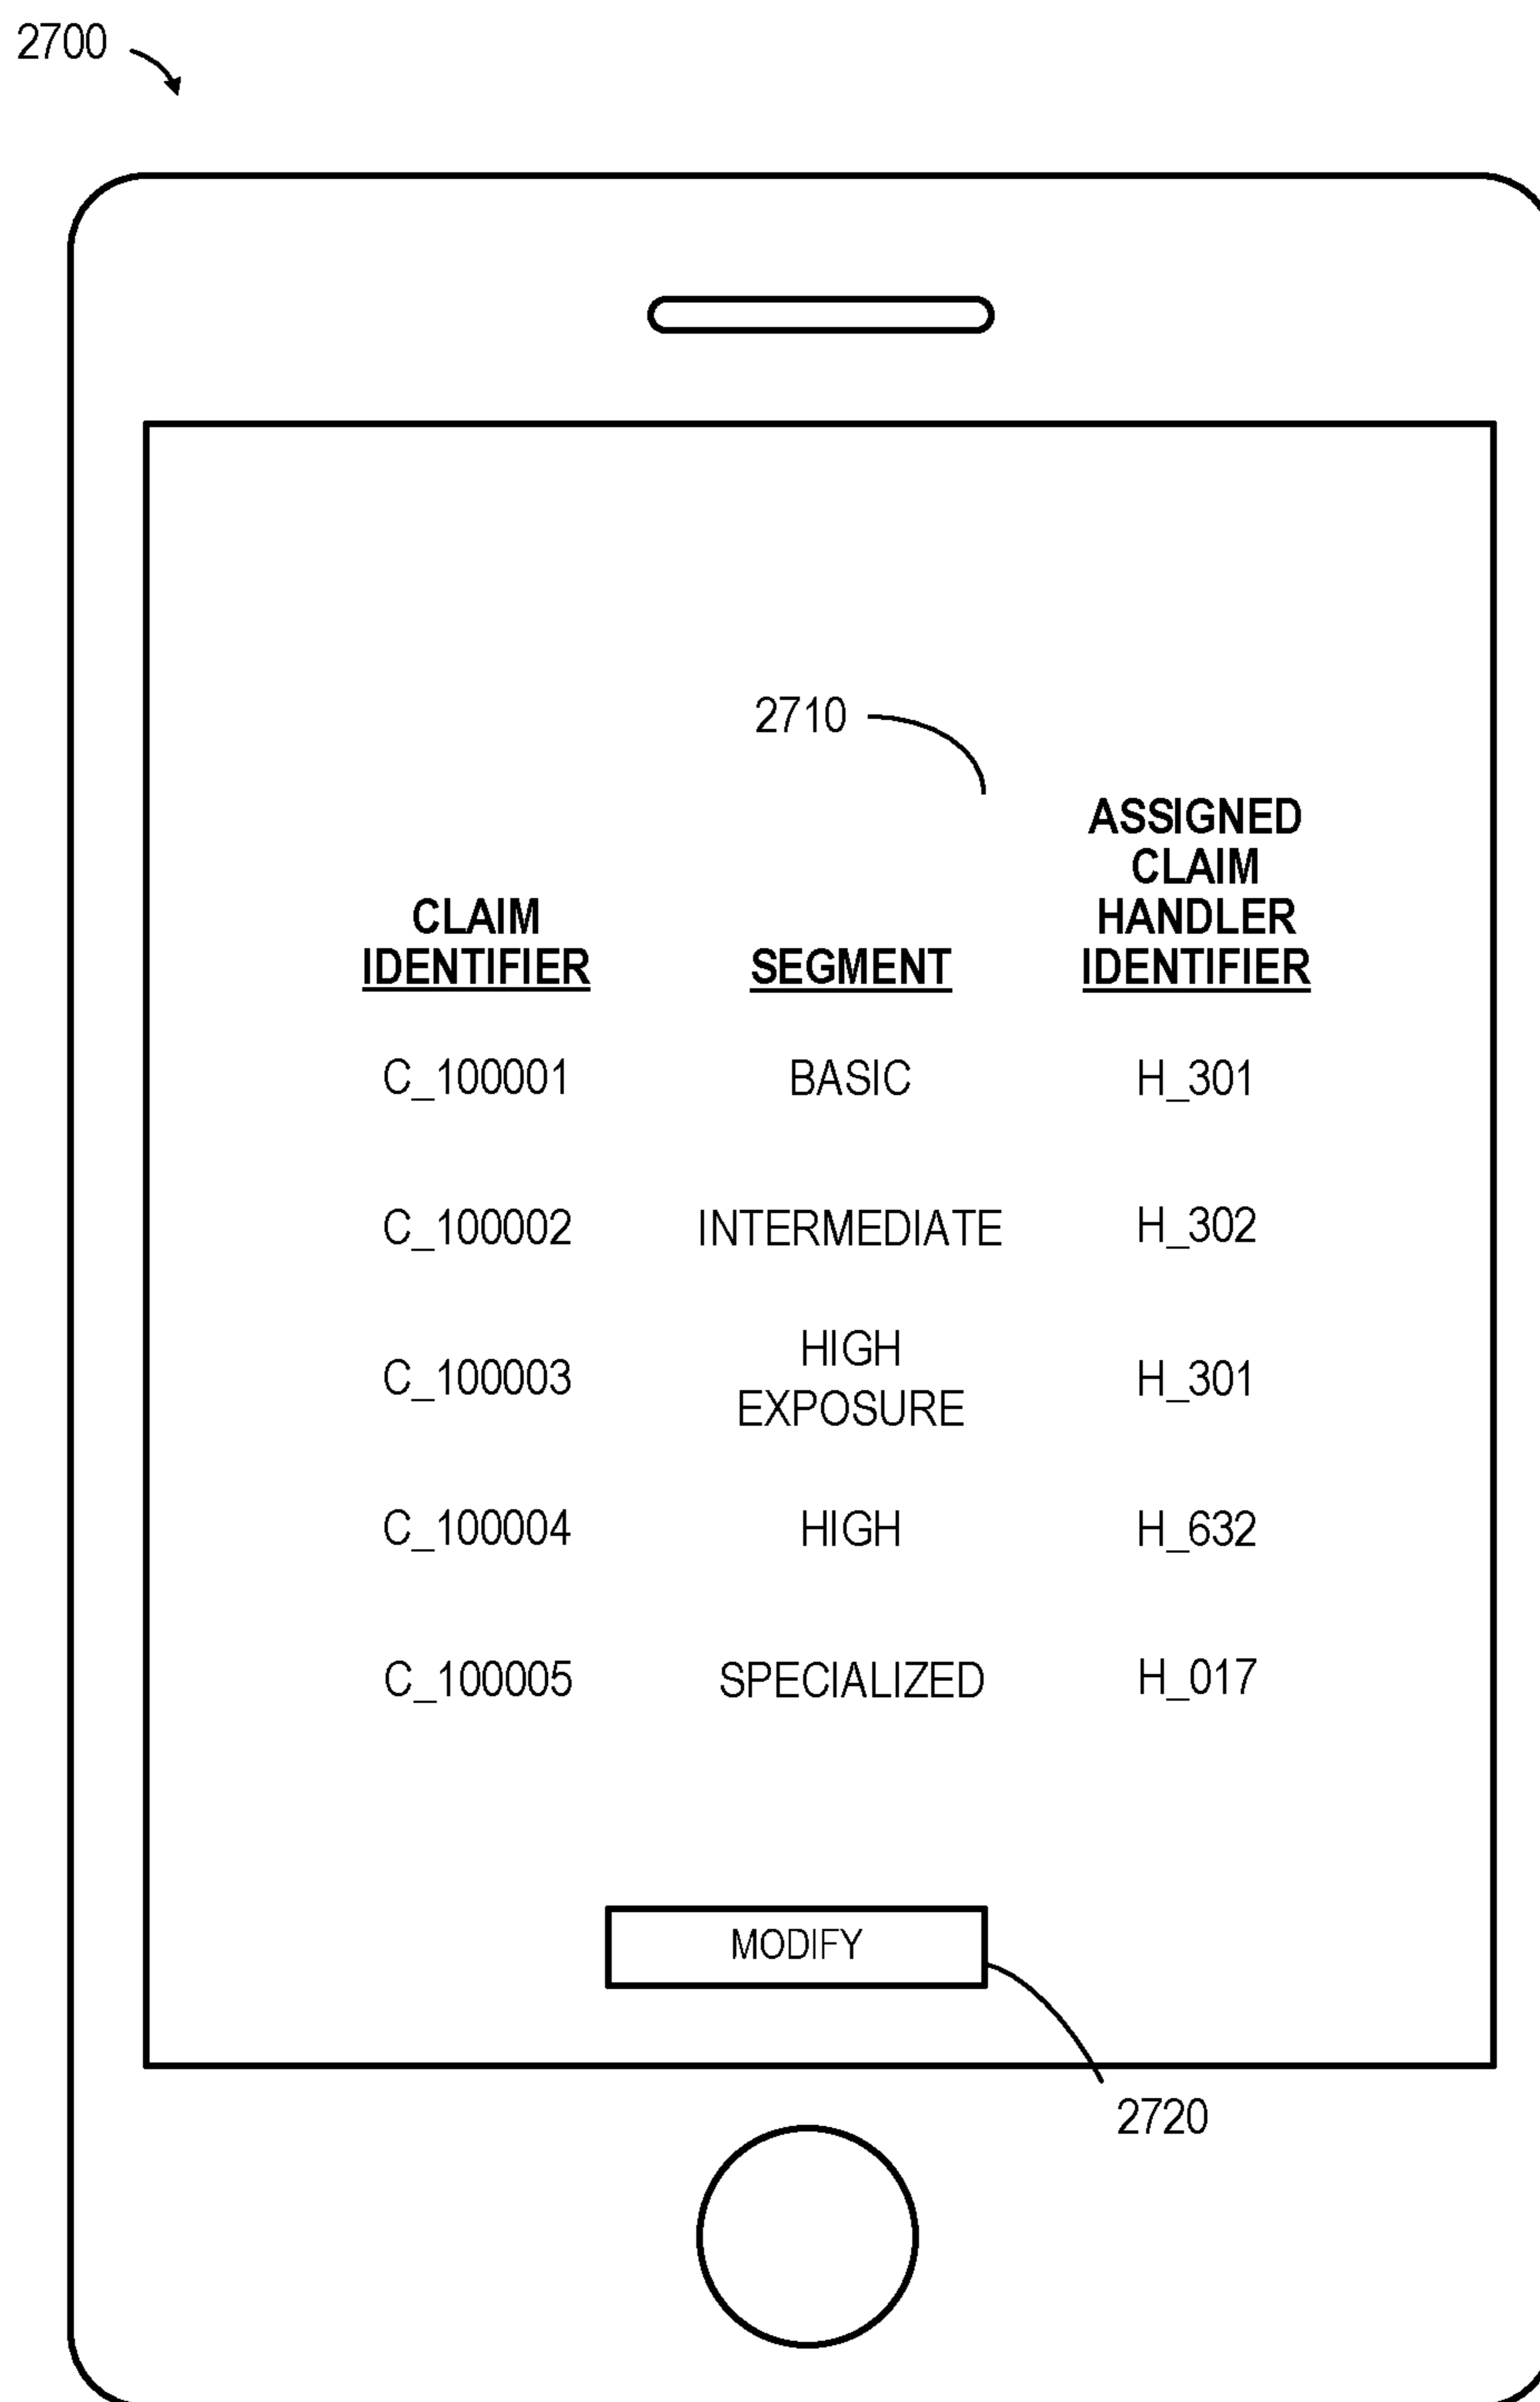 2700
2710
ASSIGNED
CLAIM
CLAIM HANDLER
IDENTIFIER SEGMENT IDENTIFIER
C_100001 BASIC H_301
C_100002 INTERMEDIATE H_302
HIGH
C_100003 H_301
EXPOSURE
C_100004 HIGH H_632
C_100005 SPECIALIZED H_017
MODIFY
2720